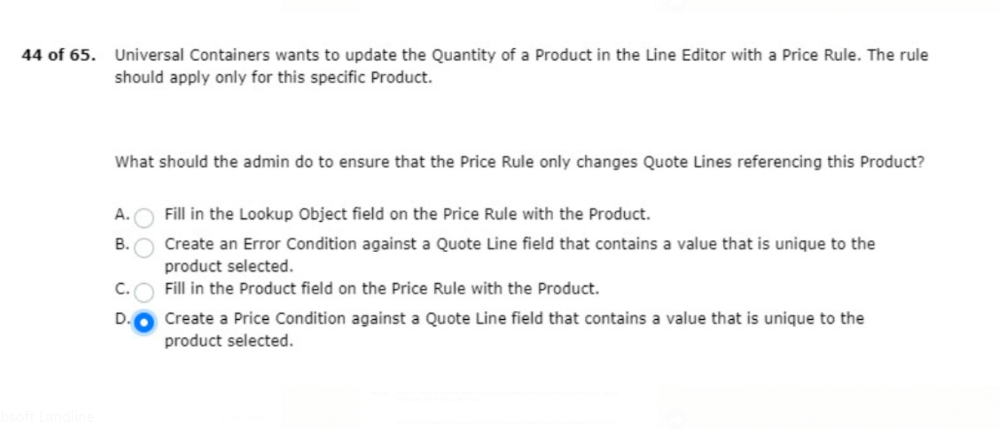 44 of 65. Universal Containers wants to update the Quantity of a Product in the Line Editor with a Price Rule. The rule
should apply only for this specific Product.
What should the admin do to ensure that the Price Rule only changes Quote Lines referencing this Product?
A. Fill in the Lookup Object field on the Price Rule with the Product.
B. Create an Error Condition against a Quote Line field that contains a value that is unique to the
product selected.
C. Fill in the Product field on the Price Rule with the Product.
D. Create a Price Condition against a Quote Line field that contains a value that is unique to the
product selected.
bsoft Landline